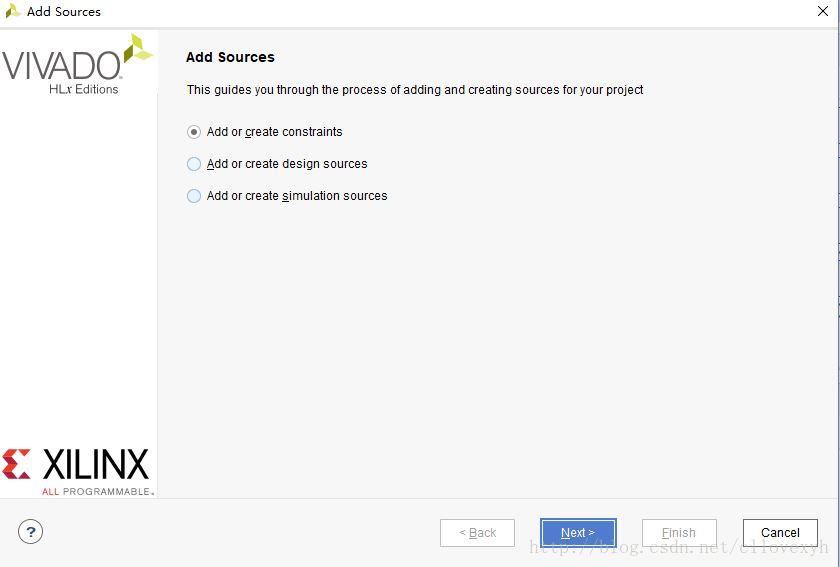 Add Sources
VIVADO
HLx Editions
Add Sources
This guides you through the process of adding and creating sources for your project
Add or create constraints
Add or create design sources
Add or create simulation sources
XILINX
ALL PROGRAMMABLE™
?
< Back
Next >
Finish
Cancel
http://blog.csdn.net/cllovexyh